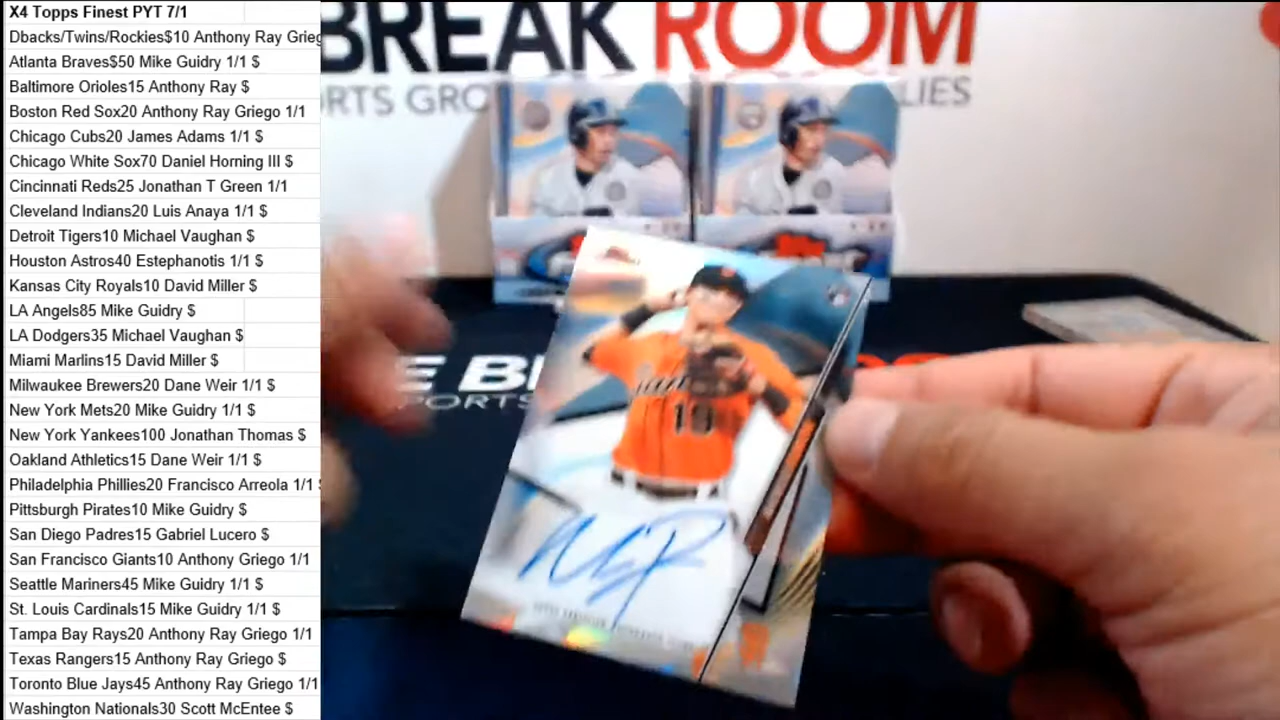 X4 Topps Finest PYT 7/1
Dbacks/Twins/Rockies$10 Anthony Ray Grieg
Atlanta Braves$50 Mike Guidry 1/1 $
Baltimore Orioles15 Anthony Ray $
Boston Red Sox20 Anthony Ray Griego 1/1
Chicago Cubs20 James Adams 1/1 $
Chicago White Sox70 Daniel Horning III $
Cincinnati Reds25 Jonathan T Green 1/1
Cleveland Indians20 Luis Anaya 1/1 $
Detroit Tigers10 Michael Vaughan $
Houston Astros40 Estephanotis 1/1 $
Kansas City Royals10 David Miller $
LA Angels85 Mike Guidry $
LA Dodgers35 Michael Vaughan $
Miami Marlins15 David Miller $
Milwaukee Brewers20 Dane Weir 1/1 $
New York Mets20 Mike Guidry 1/1 $
New York Yankees100 Jonathan Thomas $
Oakland Athletics15 Dane Weir 1/1 $
Philadelphia Phillies20 Francisco Arreola 1/1 $
Pittsburgh Pirates10 Mike Guidry $
San Diego Padres15 Gabriel Lucero $
San Francisco Giants10 Anthony Griego 1/1
Seattle Mariners45 Mike Guidry 1/1 $
St. Louis Cardinals15 Mike Guidry 1/1 $
Tampa Bay Rays20 Anthony Ray Griego 1/1
Texas Rangers15 Anthony Ray Griego $
Toronto Blue Jays45 Anthony Ray Griego 1/1
Washington Nationals30 Scott McEntee $
BREAK ROOM
RTS GRO LIES
E B
PORTS